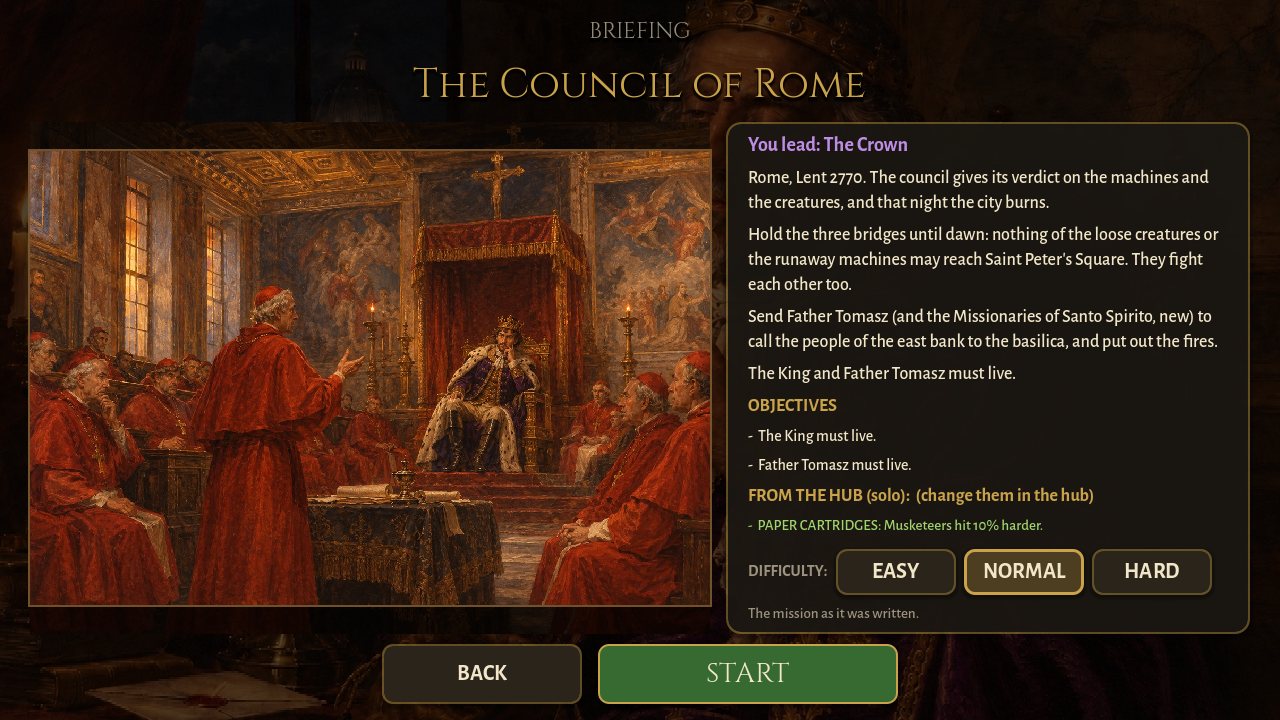 BRIEFING
The Council of Rome
You lead: The Crown
Rome, Lent 2770. The council gives its verdict on the machines and
the creatures, and that night the city burns.
Hold the three bridges until dawn: nothing of the loose creatures or
the runaway machines may reach Saint Peter's Square. They fight
each other too.
Send Father Tomasz (and the Missionaries of Santo Spirito, new) to
call the people of the east bank to the basilica, and put out the fires.
The King and Father Tomasz must live.
OBJECTIVES
- The King must live.
- Father Tomasz must live.
FROM THE HUB (solo): (change them in the hub)
- PAPER CARTRIDGES: Musketeers hit 10% harder.
DIFFICULTY: EASY NORMAL HARD
The mission as it was written.
BACK START